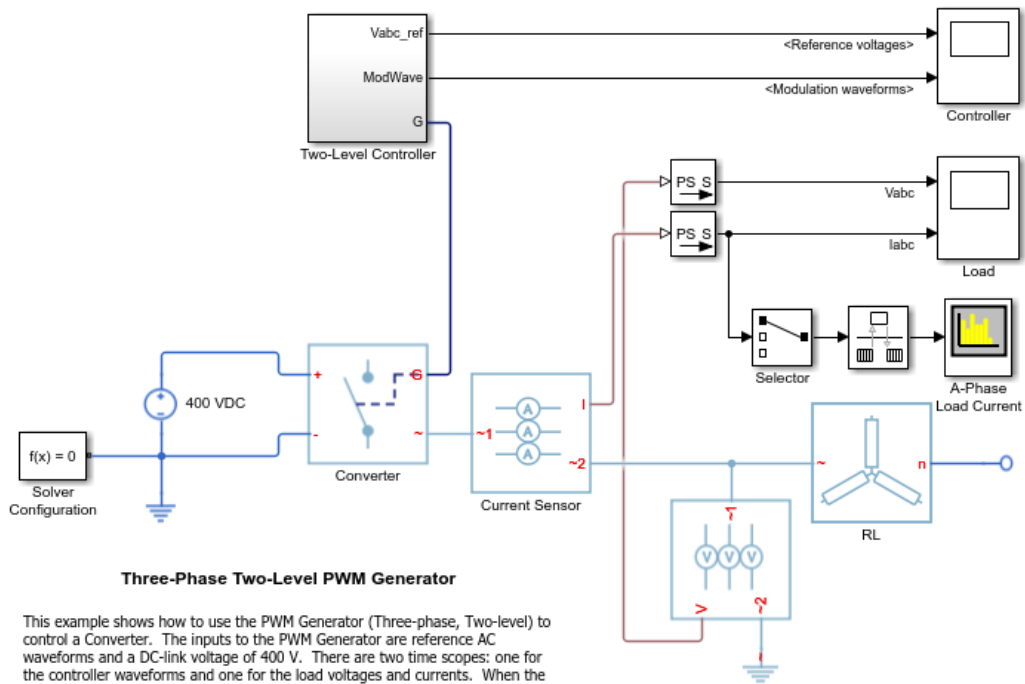 Vabc_ref
<Reference voltages>
ModWave
<Modulation waveforms>
G
Controller
Two-Level Controller
PS S
Vabc
PS S
Iabc
Load
Selector
A-Phase
Load Current
+
G
400 VDC
A
I
-
~
~1
A
A
~2
~
n
f(x) = 0
Converter
Solver
Configuration
Current Sensor
RL
~1
V V V
V
~2
Three-Phase Two-Level PWM Generator
This example shows how to use the PWM Generator (Three-phase, Two-level) to
control a Converter. The inputs to the PWM Generator are reference AC
waveforms and a DC-link voltage of 400 V. There are two time scopes: one for
the controller waveforms and one for the load voltages and currents. When the